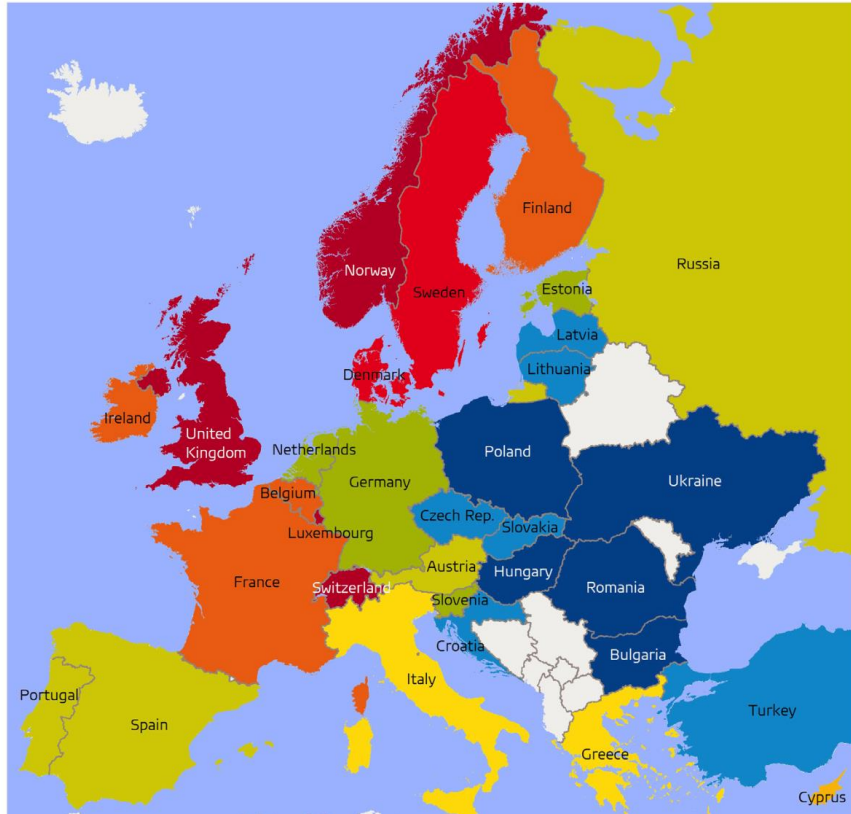 Finland
Russia
Norway
Estonia
Sweden
Latvia
Lithuania
Denmark
Ireland
United
Kingdom
Netherlands
Poland
Ukraine
Germany
Belgium
Czech Rep.
Slovakia
Luxembourg
Austria
Hungary
France
Switzerland
Romania
Slovenia
Croatia
Bulgaria
Italy
Portugal
Spain
Turkey
Greece
Cyprus